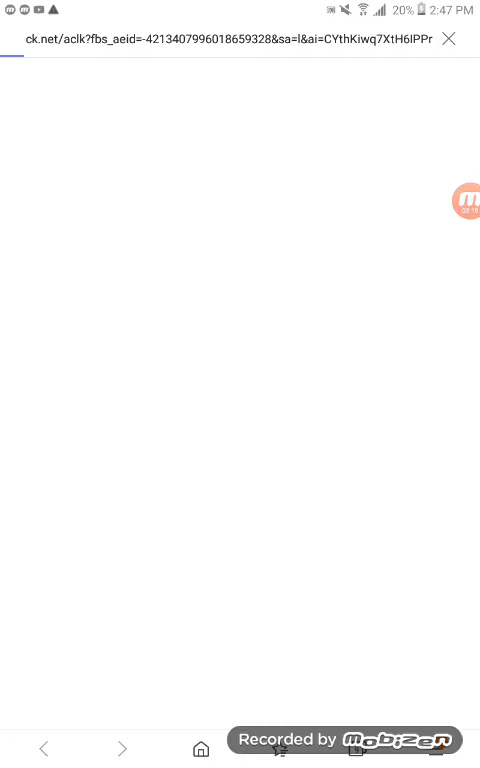 20% 2:47 PM
ck.net/aclk?fbs_aeid=-4213407996018659328&sa=l&ai=CYthKiwq7XtH6IPPr
m
Recorded by mobizen